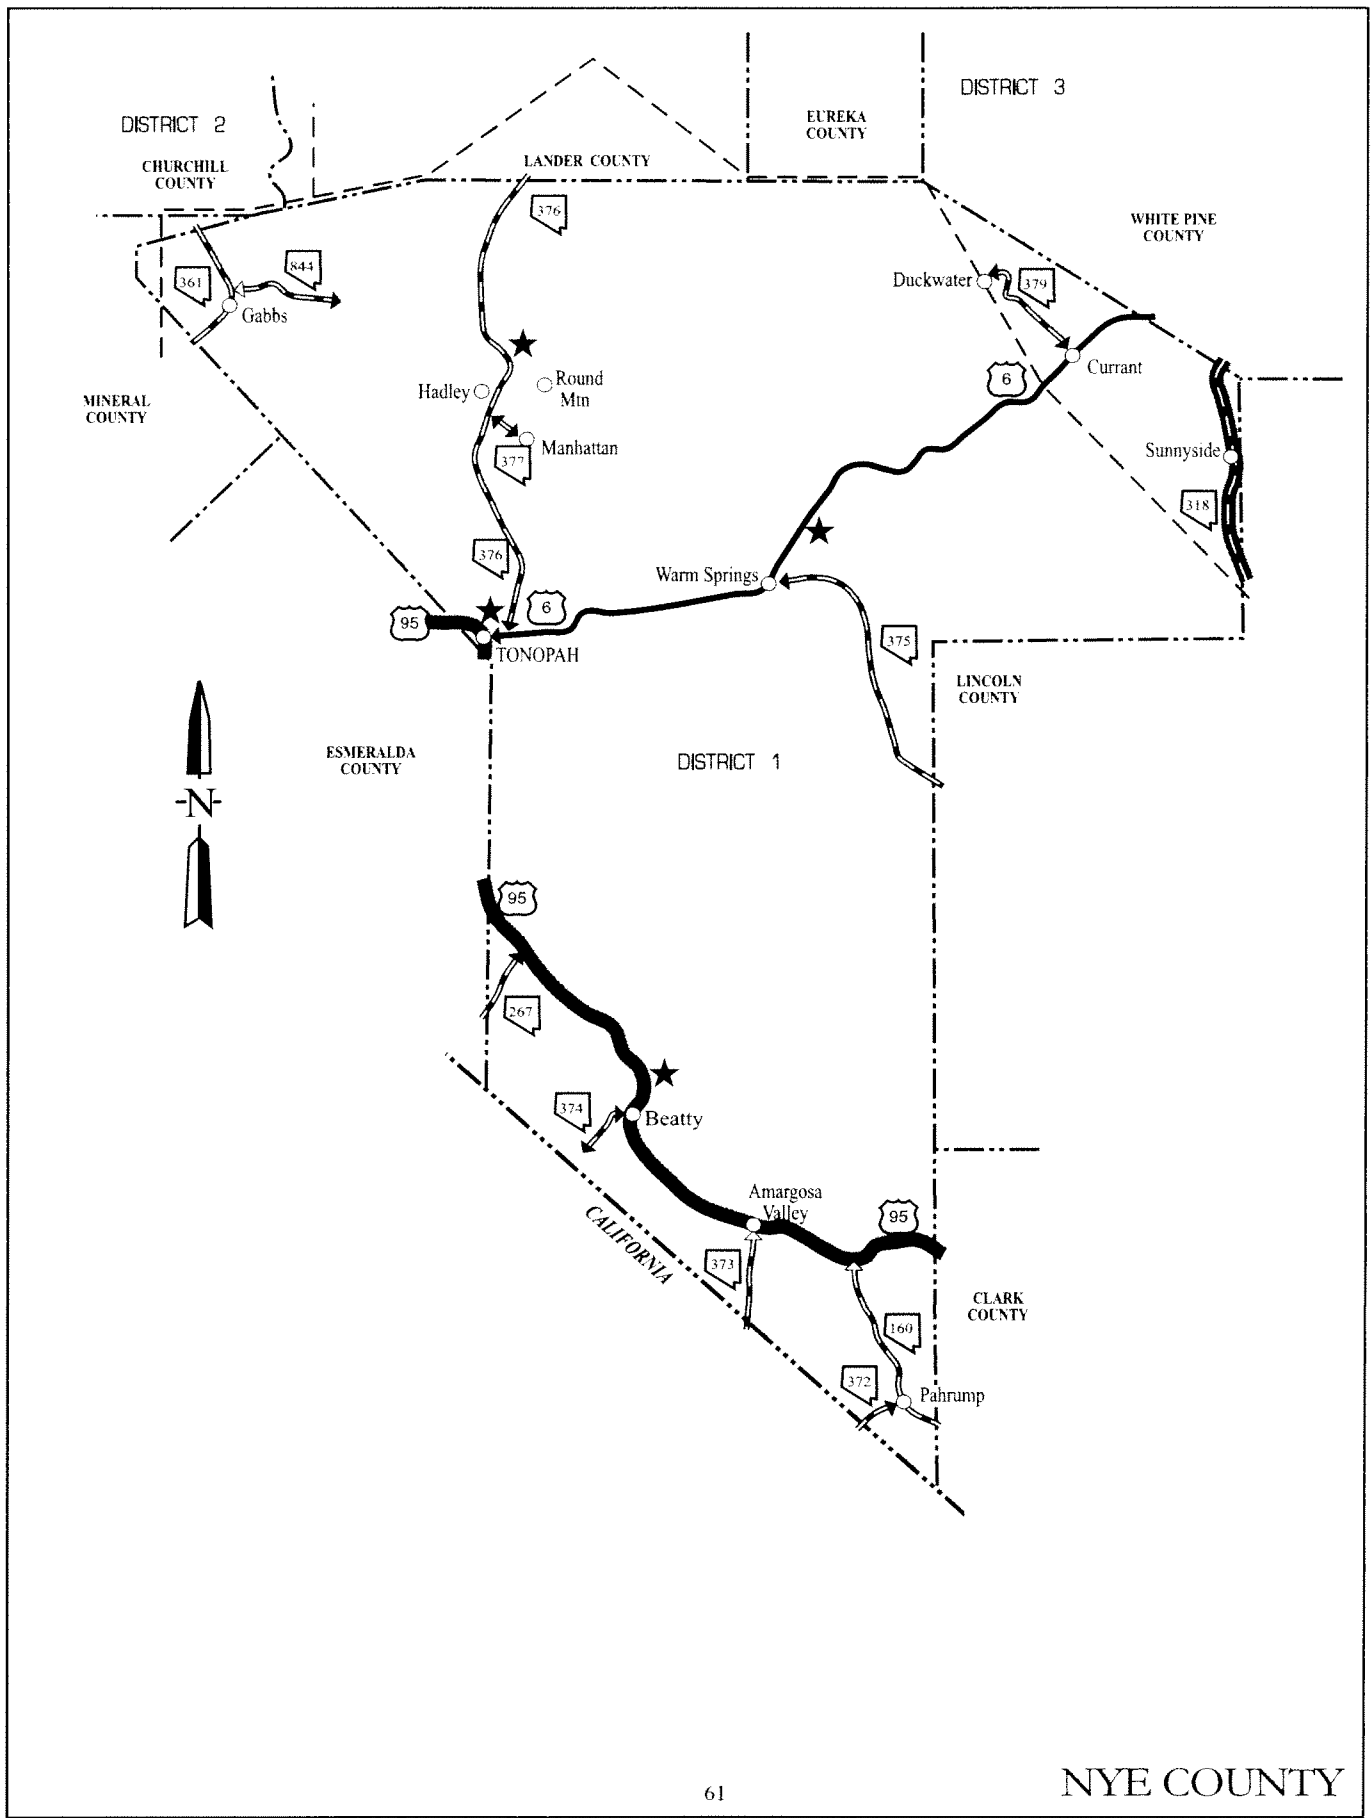 DISTRICT 3
EUREKA
COUNTY
DISTRICT 2
CHURCHILL
COUNTY
LANDER COUNTY
WHITE PINE
COUNTY
376
844
361
Gabbs
Duckwater
379
Currant
6
MINERAL
COUNTY
Hadley
Round
Mtn
Manhattan
377
Sunnyside
318
376
Warm Springs
6
95
TONOPAH
375
LINCOLN
COUNTY
ESMERALDA
COUNTY
DISTRICT 1
N
95
267
374
Beatty
Amargosa
Valley
95
CALIFORNIA
373
CLARK
COUNTY
160
372
Pahrump
61
NYE COUNTY